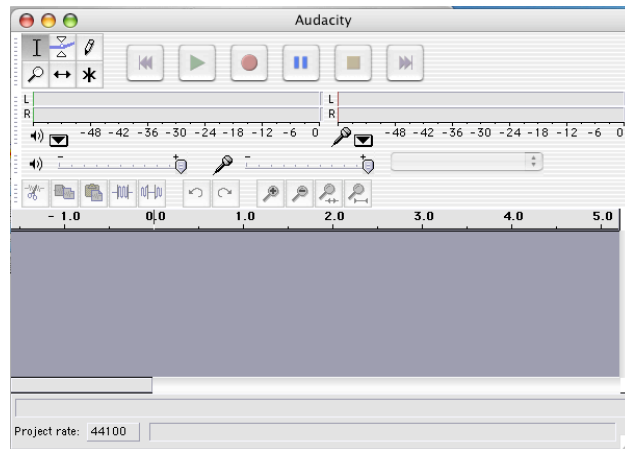 Audacity
L L
R R
-48 -42 -36 -30 -24 -18 -12 -6 0 -48 -42 -36 -30 -24 -18 -12 -6 0
- + - +
- 1.0 0.0 1.0 2.0 3.0 4.0 5.0
Project rate: 44100